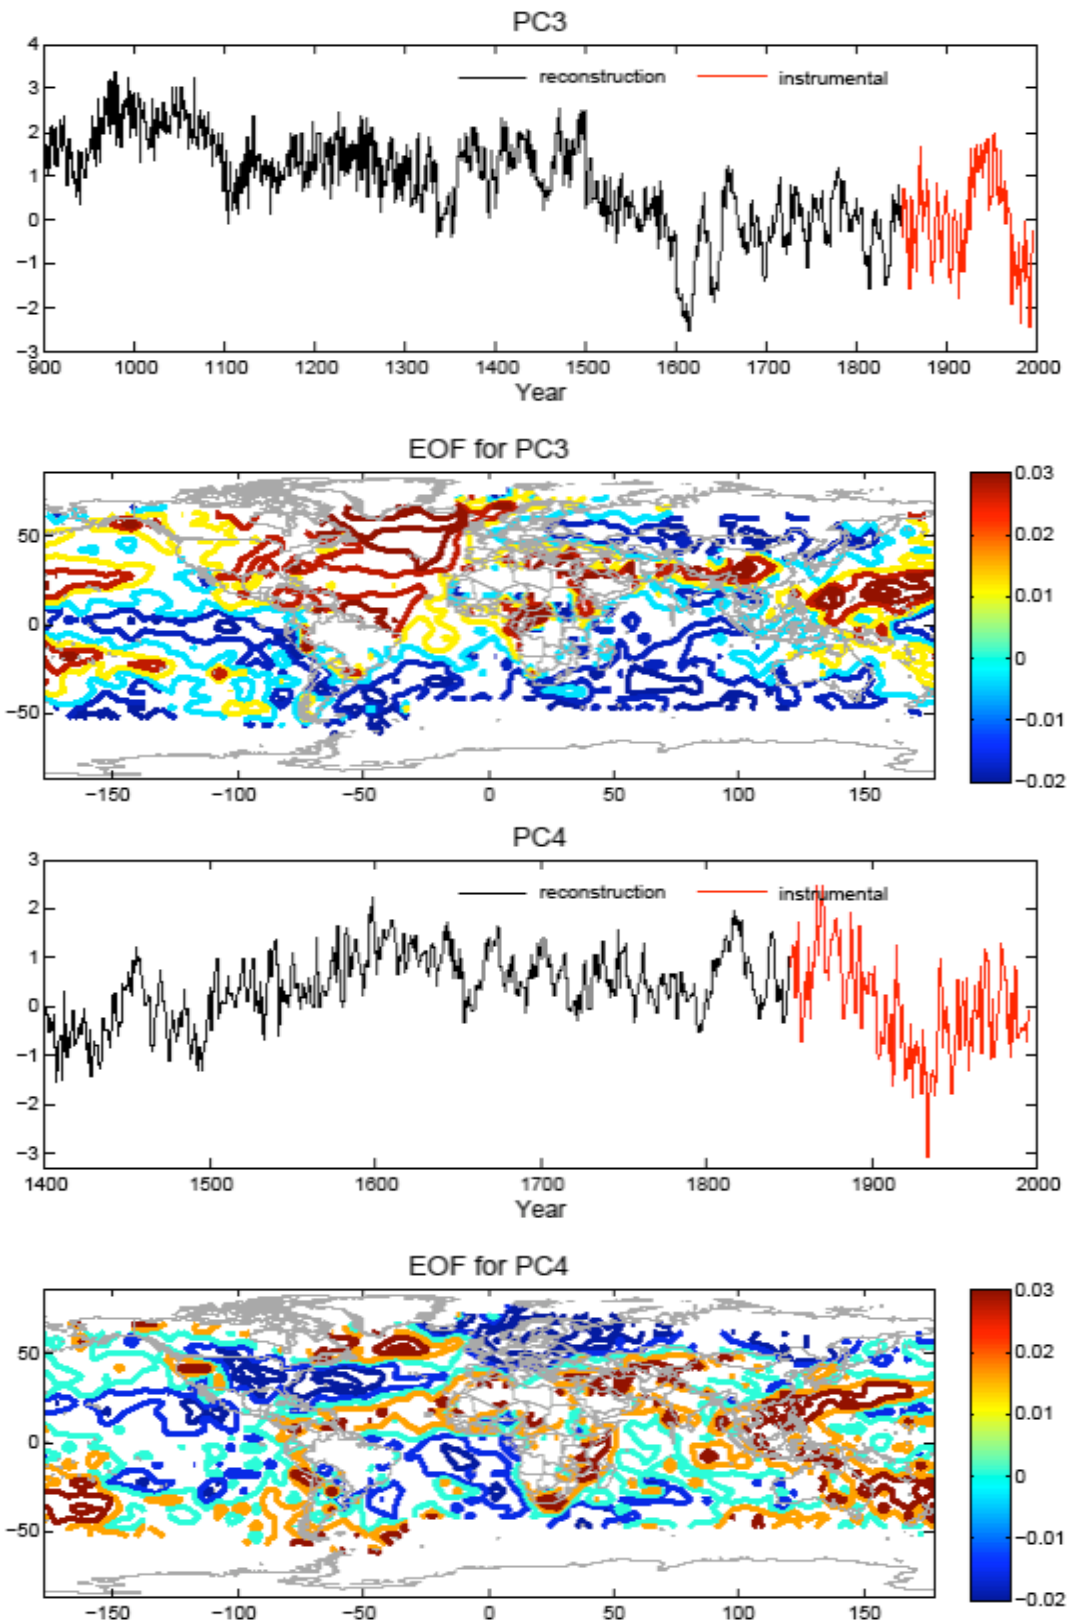 PC3
4
3
2
1
0
−1
−2
−3
reconstruction instrumental
900 1000 1100 1200 1300 1400 1500 1600 1700 1800 1900 2000
Year
EOF for PC3
50
0
−50
−150 −100 −50 0 50 100 150
0.03
0.02
0.01
0
−0.01
−0.02
PC4
3
2
1
0
−1
−2
−3
reconstruction instrumental
1400 1500 1600 1700 1800 1900 2000
Year
EOF for PC4
50
0
−50
−150 −100 −50 0 50 100 150
0.03
0.02
0.01
0
−0.01
−0.02